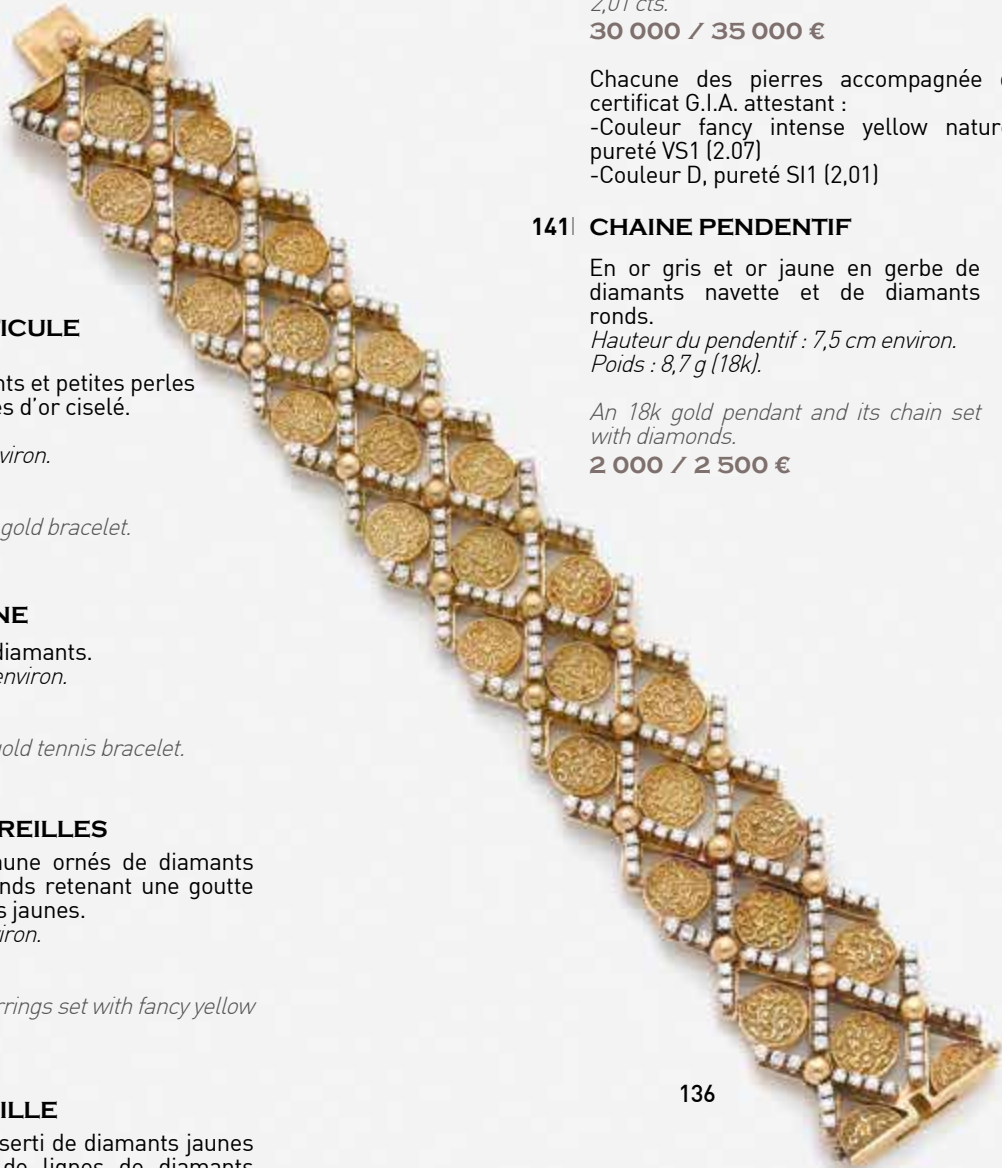 ICULE
nts et petites perles
es d'or ciselé.
viron.
gold bracelet.
NE
diamants.
environ.
gold tennis bracelet.
REILLES
aune ornés de diamants
nds retenant une goutte
s jaunes.
iron.
rrings set with fancy yellow
ILLE
serti de diamants jaunes
de lignes de diamants
2,01 cts.
30 000 / 35 000 €
Chacune des pierres accompagnée
certificat G.I.A. attestant :
-Couleur fancy intense yellow nature
pureté VS1 (2.07)
-Couleur D, pureté SI1 (2,01)
141 CHAINE PENDENTIF
En or gris et or jaune en gerbe de
diamants navette et de diamants
ronds.
Hauteur du pendentif : 7,5 cm environ.
Poids : 8,7 g (18k).
An 18k gold pendant and its chain set
with diamonds.
2 000 / 2 500 €
136